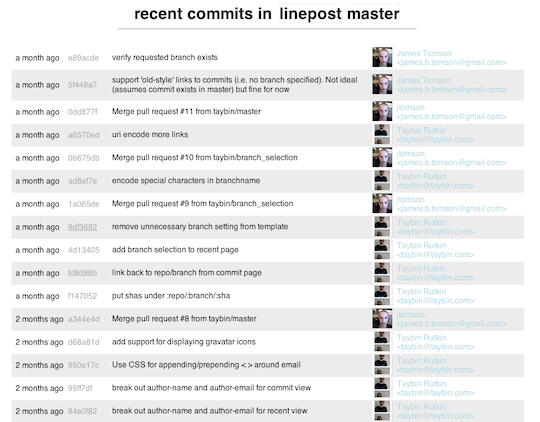 recent commits in linepost master
a month ago e89acde verify requested branch exists James Tomson
<james.b.tomson@gmail.com>
a month ago 5f448a7 support 'old-style' links to commits (i.e. no branch specified). Not ideal
(assumes commit exists in master) but fine for now James Tomson
<james.b.tomson@gmail.com>
a month ago 0dd877f Merge pull request #11 from taybin/master jtomson
<james.b.tomson@gmail.com>
a month ago a6570ed uri encode more links Taybin Rutkin
<taybin@taybin.com>
a month ago 0b675db Merge pull request #10 from taybin/branch_selection jtomson
<james.b.tomson@gmail.com>
a month ago ad8ef7e encode special characters in branchname Taybin Rutkin
<taybin@taybin.com>
a month ago 1a065de Merge pull request #9 from taybin/branch_selection jtomson
<james.b.tomson@gmail.com>
a month ago 9df3682 remove unnecessary branch setting from template Taybin Rutkin
<taybin@taybin.com>
a month ago 4d13405 add branch selection to recent page Taybin Rutkin
<taybin@taybin.com>
a month ago fd8d88b link back to repo/branch from commit page Taybin Rutkin
<taybin@taybin.com>
a month ago f147052 put shas under :repo/:branch/:sha Taybin Rutkin
<taybin@taybin.com>
2 months ago a344e4d Merge pull request #8 from taybin/master jtomson
<james.b.tomson@gmail.com>
2 months ago d68a81d add support for displaying gravatar icons Taybin Rutkin
<taybin@taybin.com>
2 months ago 950e17c Use CSS for appending/prepending <> around email Taybin Rutkin
<taybin@taybin.com>
2 months ago 95ff7df break out author-name and author-email for commit view Taybin Rutkin
<taybin@taybin.com>
2 months ago 84e0f82 break out author-name and author-email for recent view Taybin Rutkin
<taybin@taybin.com>